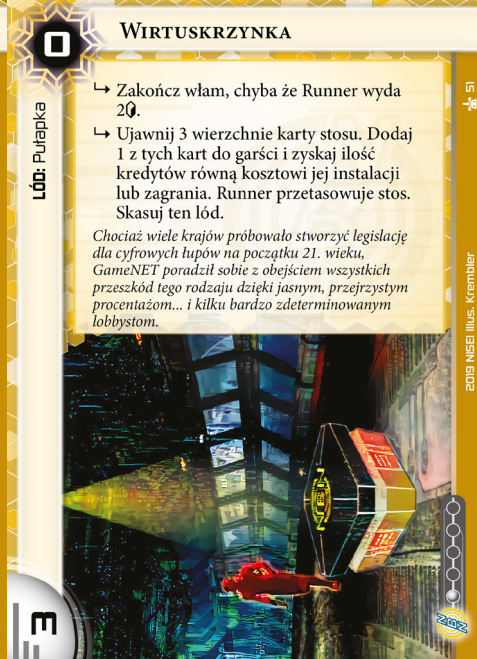 0
WIRTUSKRZYNKA
LÓD: Pułapka
↳ Zakończ włam, chyba że Runner wyda
2.
↳ Ujawnij 3 wierzchnie karty stosu. Dodaj
1 z tych kart do garści i zyskaj ilość
kredytów równą kosztowi jej instalacji
lub zagrania. Runner przetasowuje stos.
Skasuj ten lód.
Chociaż wiele krajów próbowało stworzyć legislację
dla cyfrowych łupów na początku 21. wieku,
GameNET poradził sobie z obejściem wszystkich
przeszkód tego rodzaju dzięki jasnym, przejrzystym
procentażom... i kilku bardzo zdeterminowanym
lobbystom.
51
2019 NISEI Illus. Krembler
3
NBN